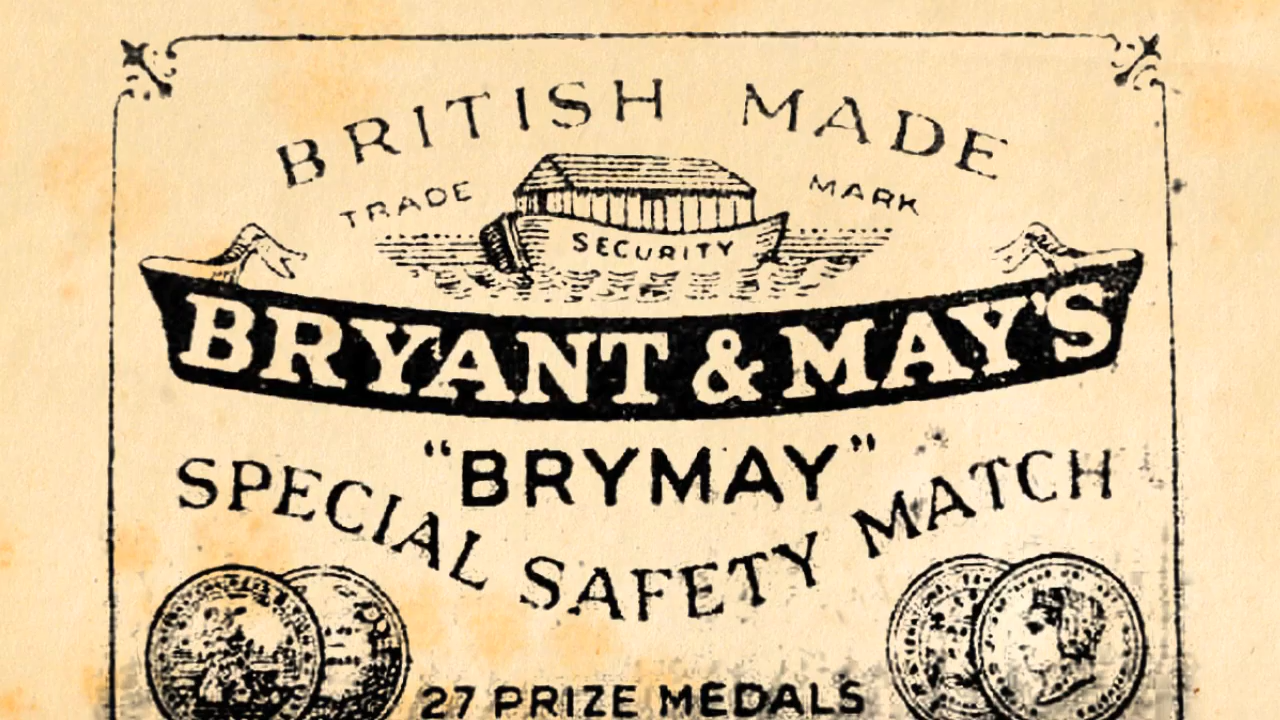 BRITISH MADE
TRADE MARK
SECURITY
BRYANT & MAY'S
"BRYMAY"
SPECIAL SAFETY MATCH
27 PRIZE MEDALS